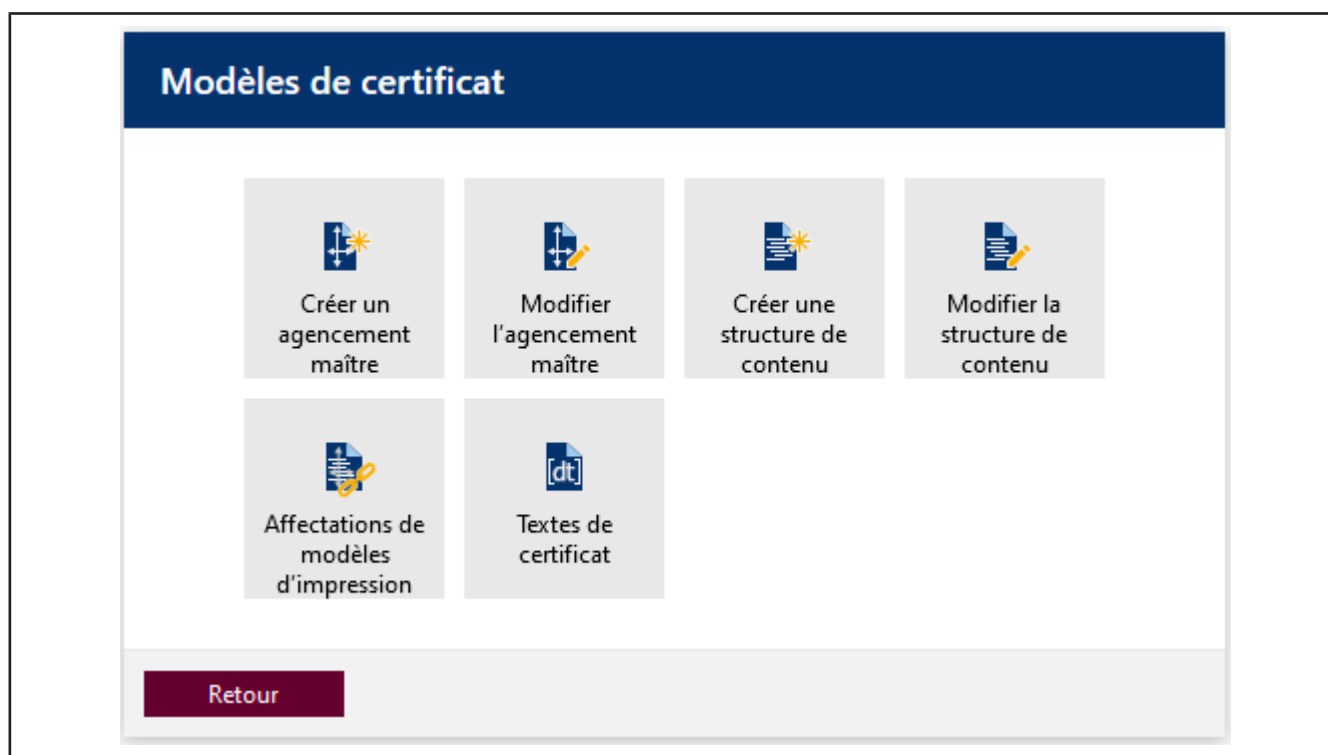 Modèles de certificat
Créer un
agencement
maître
Modifier
l'agencement
maître
Créer une
structure de
contenu
Modifier la
structure de
contenu
[dt]
Affectations de
modèles
d'impression
Textes de
certificat
Retour